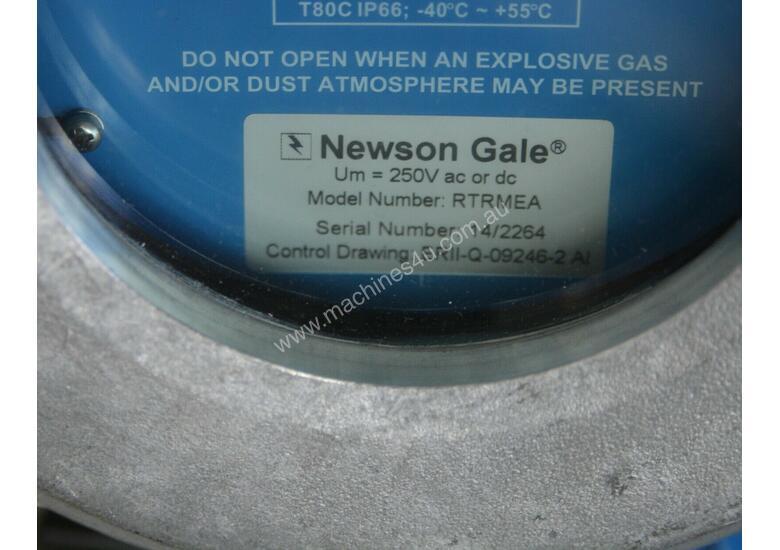 T80C IP66; -40°C ~ +55°C
DO NOT OPEN WHEN AN EXPLOSIVE GAS
AND/OR DUST ATMOSPHERE MAY BE PRESENT
Newson Gale®
Um = 250V ac or dc
Model Number: RTRMEA
Serial Number: 14/2264
Control Drawing: ERII-Q-09246-2 A1
www.machines4u.com.au